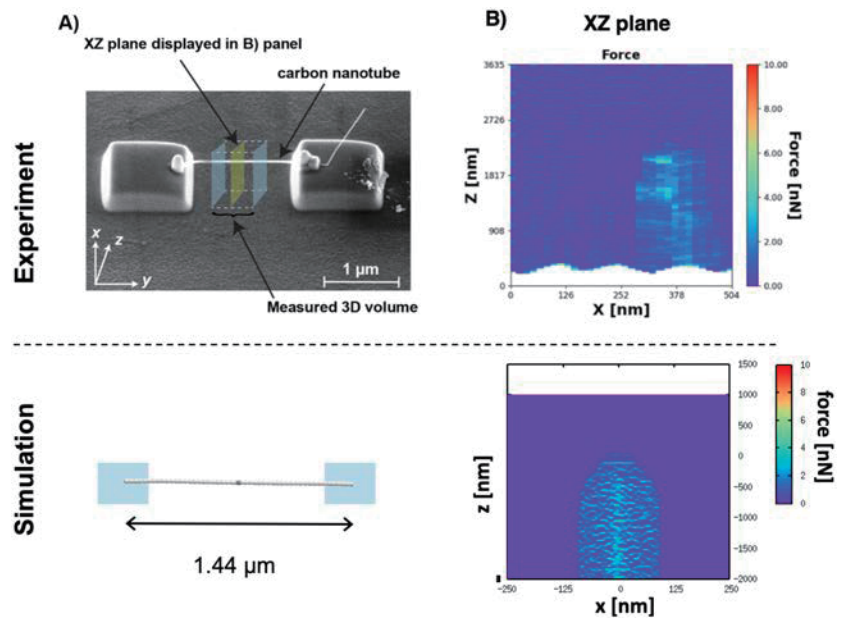 A)
XZ plane displayed in B) panel
carbon nanotube
x
z
y
1 µm
Measured 3D volume
Experiment
B)
XZ plane
Force
3635
2726
1817
908
0
Z [nm]
0 126 252 378 504
X [nm]
10.00
8.00
6.00
4.00
2.00
0.00
Force [nN]
Simulation
1.44 µm
1500
1000
500
0
-500
-1000
-1500
-2000
z [nm]
-250 -125 0 125 250
x [nm]
10
8
6
4
2
0
force [nN]